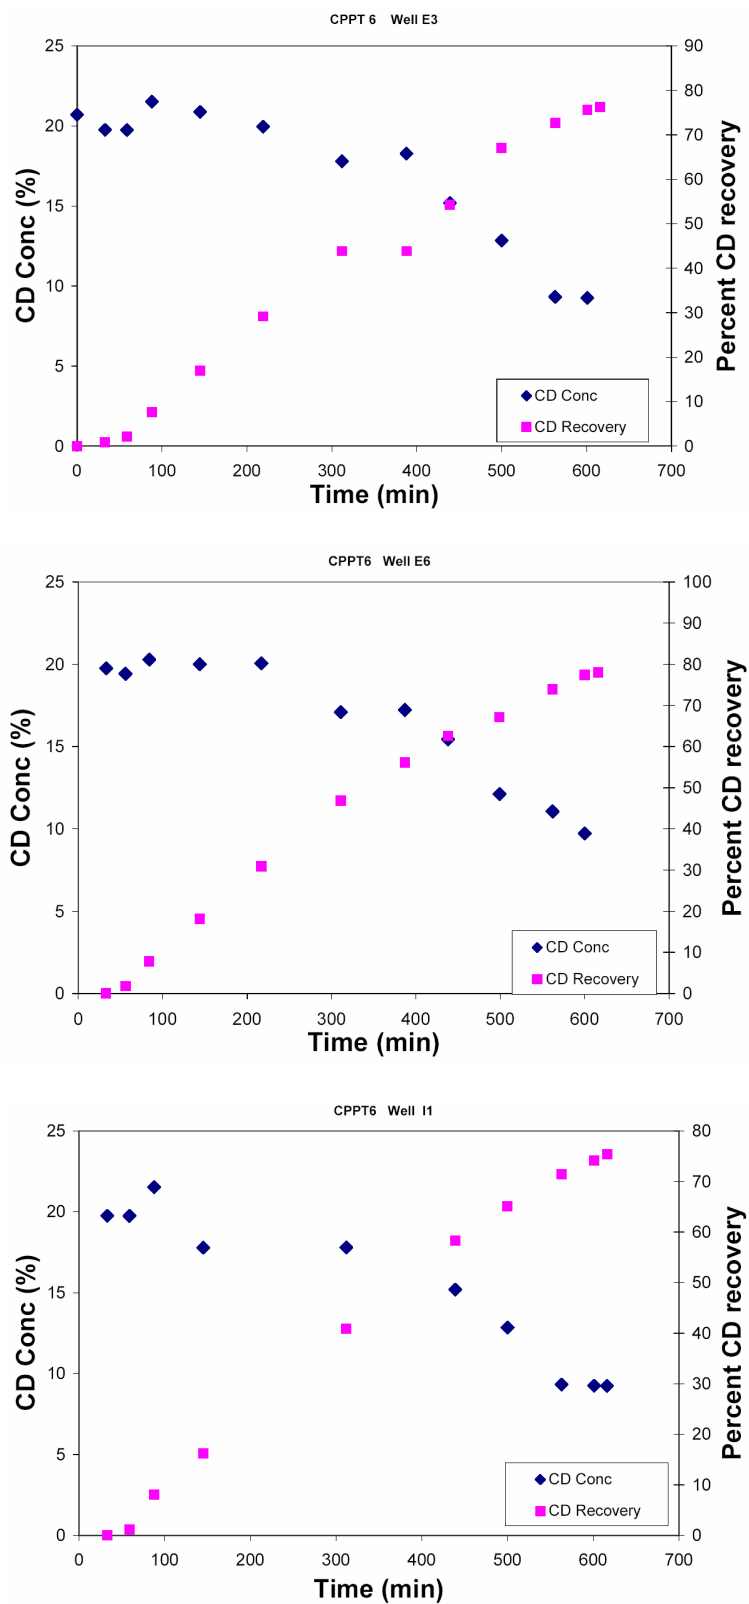 CPPT 6 Well E3
25
20
15
10
5
0
CD Conc (%)
90
80
70
60
50
40
30
20
10
0
Percent CD recovery
CD Conc
CD Recovery
0 100 200 300 400 500 600 700
Time (min)
CPPT6 Well E6
25
20
15
10
5
0
CD Conc (%)
100
90
80
70
60
50
40
30
20
10
0
Percent CD recovery
CD Conc
CD Recovery
0 100 200 300 400 500 600 700
Time (min)
CPPT6 Well I1
25
20
15
10
5
0
CD Conc (%)
80
70
60
50
40
30
20
10
0
Percent CD recovery
CD Conc
CD Recovery
0 100 200 300 400 500 600 700
Time (min)